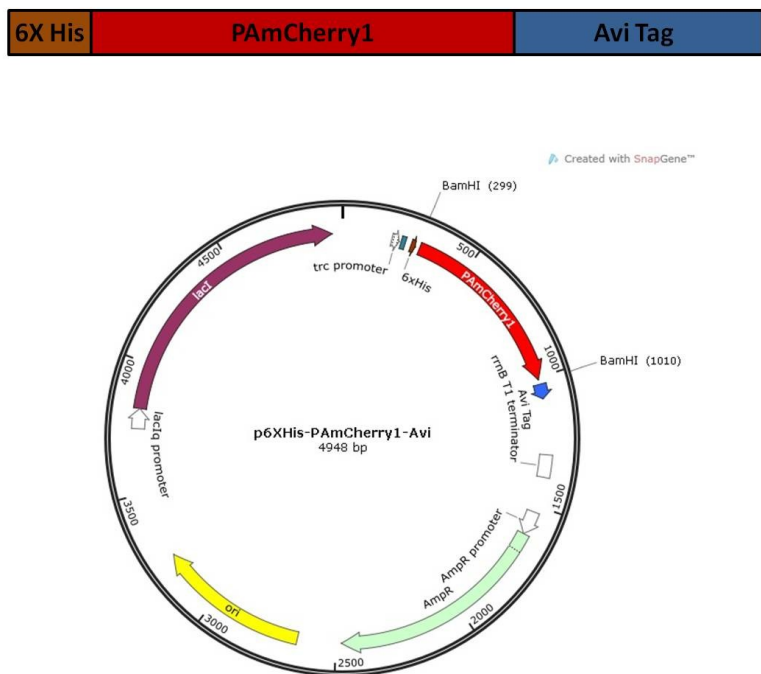 6X His PAmCherry1 Avi Tag
Created with SnapGene™
BamHI (299)
500
4500
trc promoter
6xHis
PAmCherry1
lacI
1000
BamHI (1010)
4000
rrnB T1 terminator
Avi Tag
lacIq promoter
p6XHis-PAmCherry1-Avi
4948 bp
3500
1500
AmpR promoter
AmpR
ori
3000
2000
2500